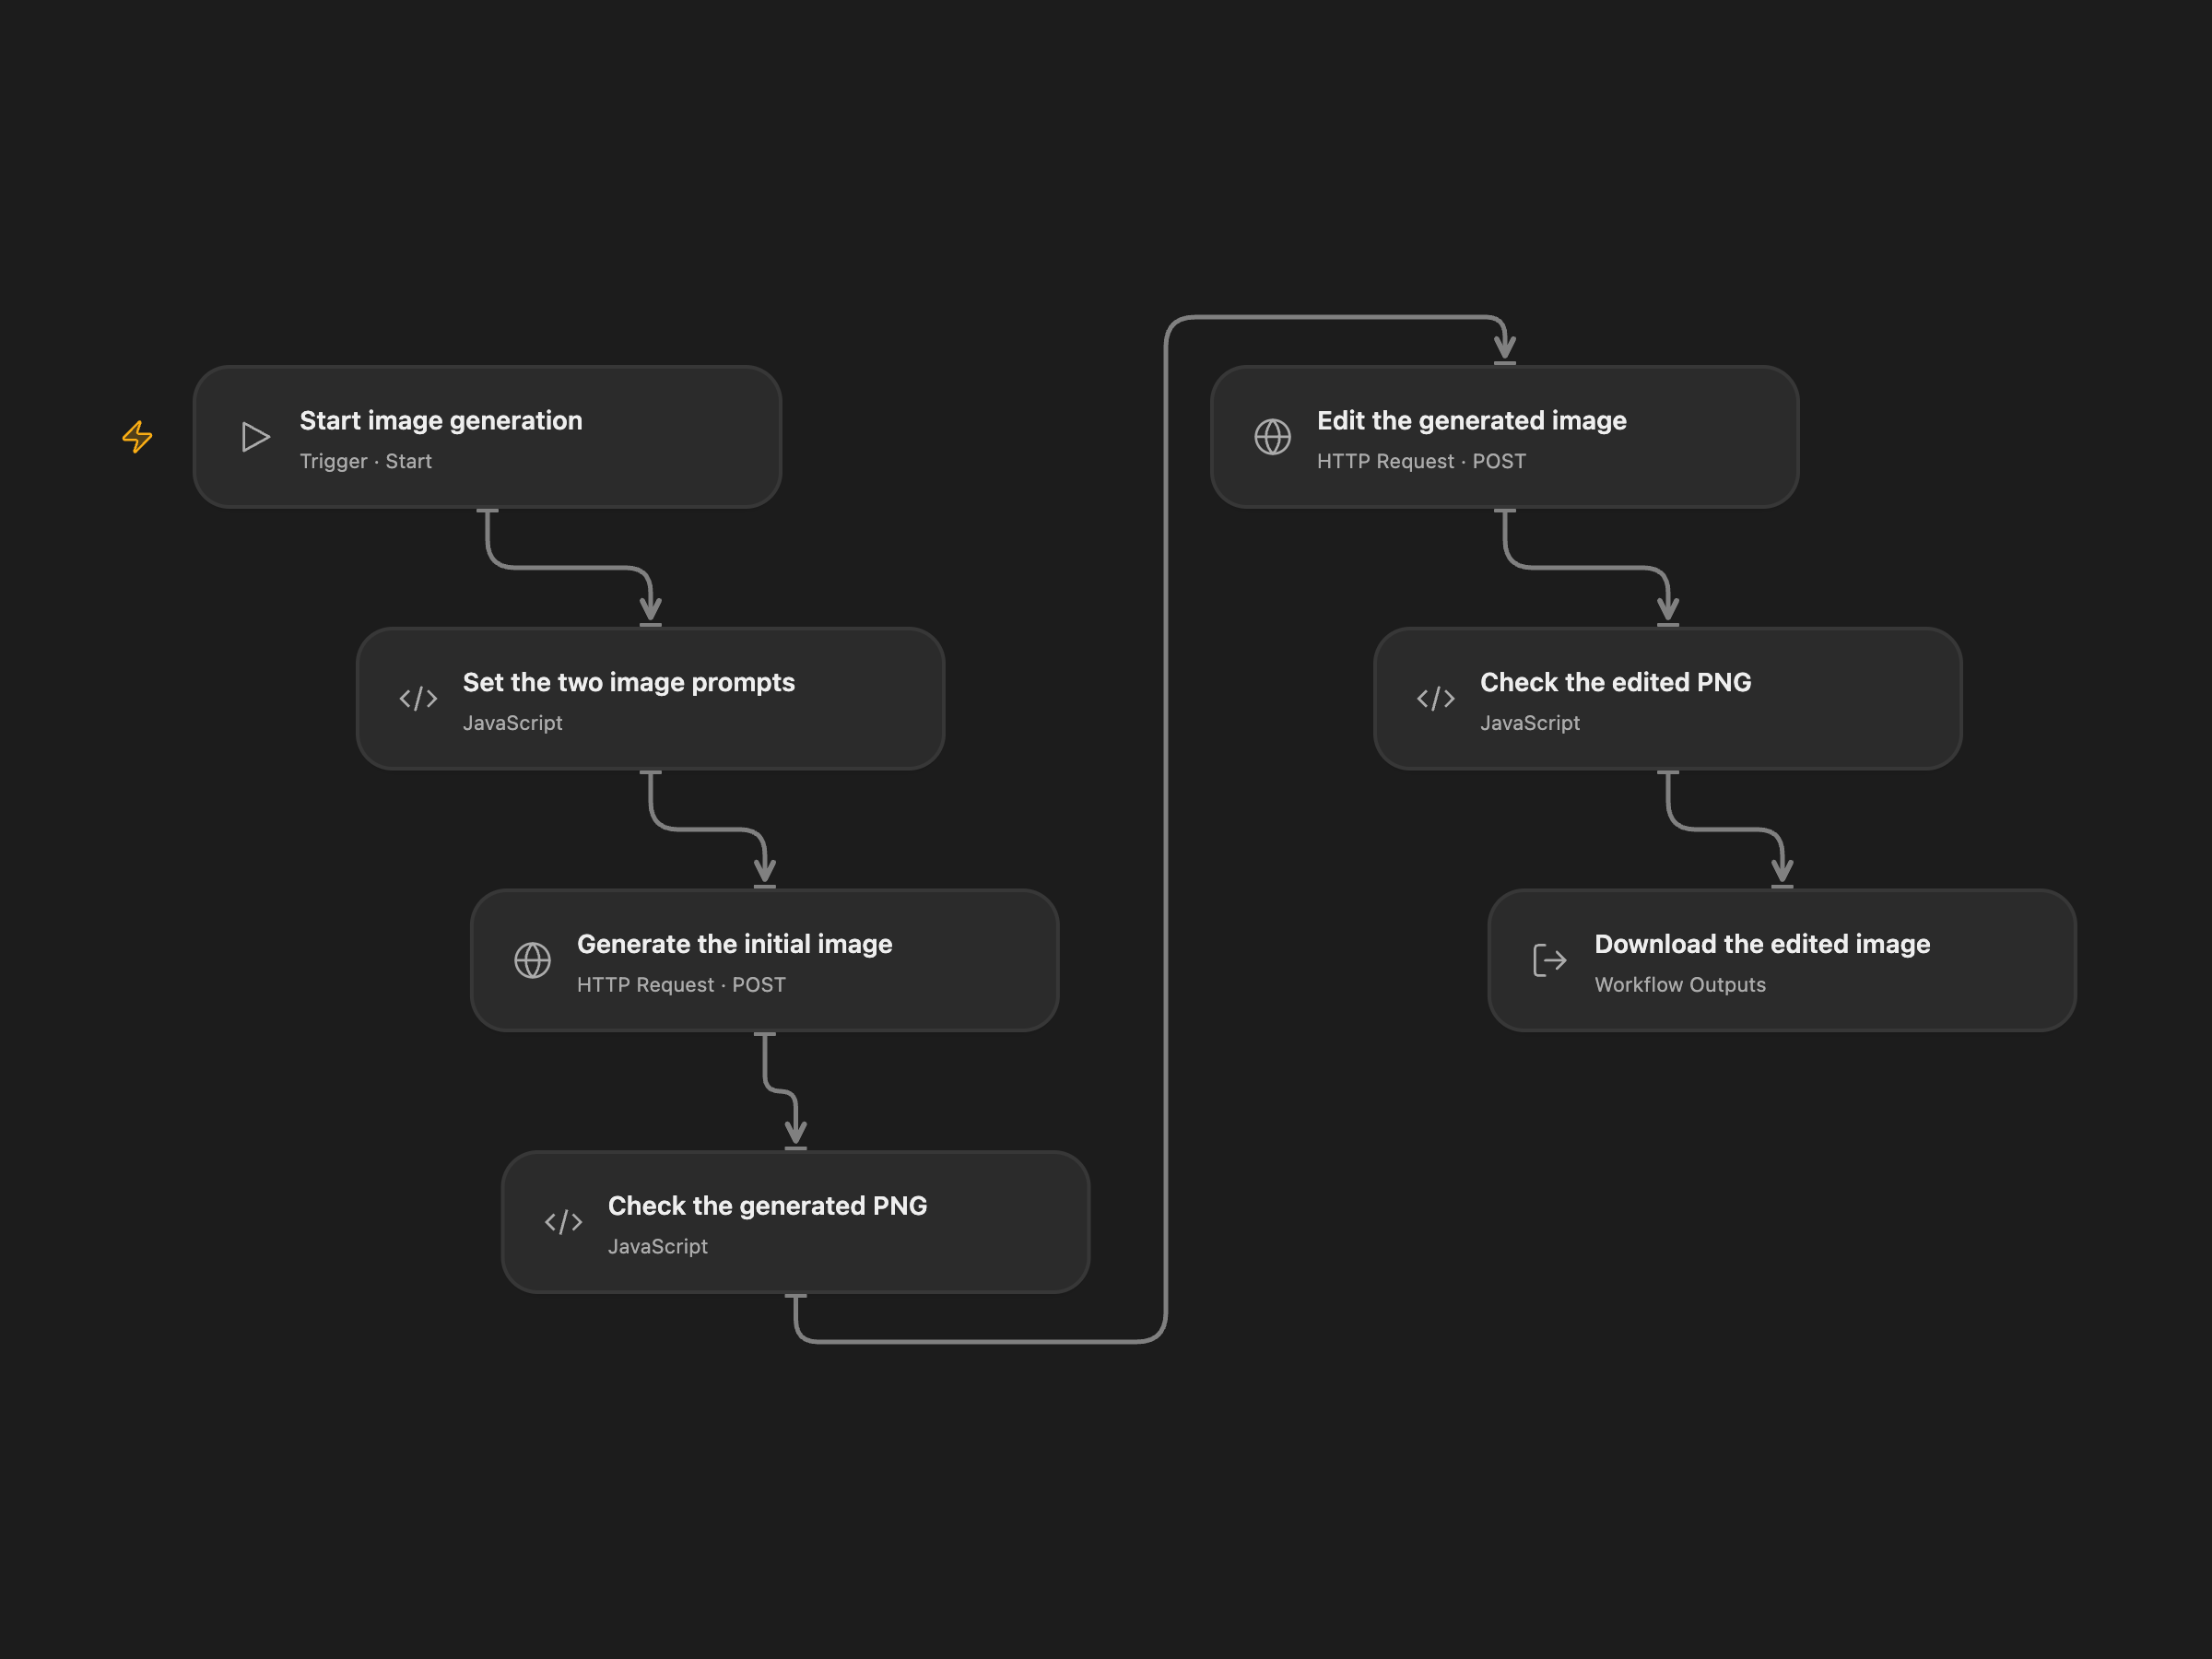 Start image generation
Trigger · Start
Set the two image prompts
JavaScript
Generate the initial image
HTTP Request · POST
Check the generated PNG
JavaScript
Edit the generated image
HTTP Request · POST
Check the edited PNG
JavaScript
Download the edited image
Workflow Outputs